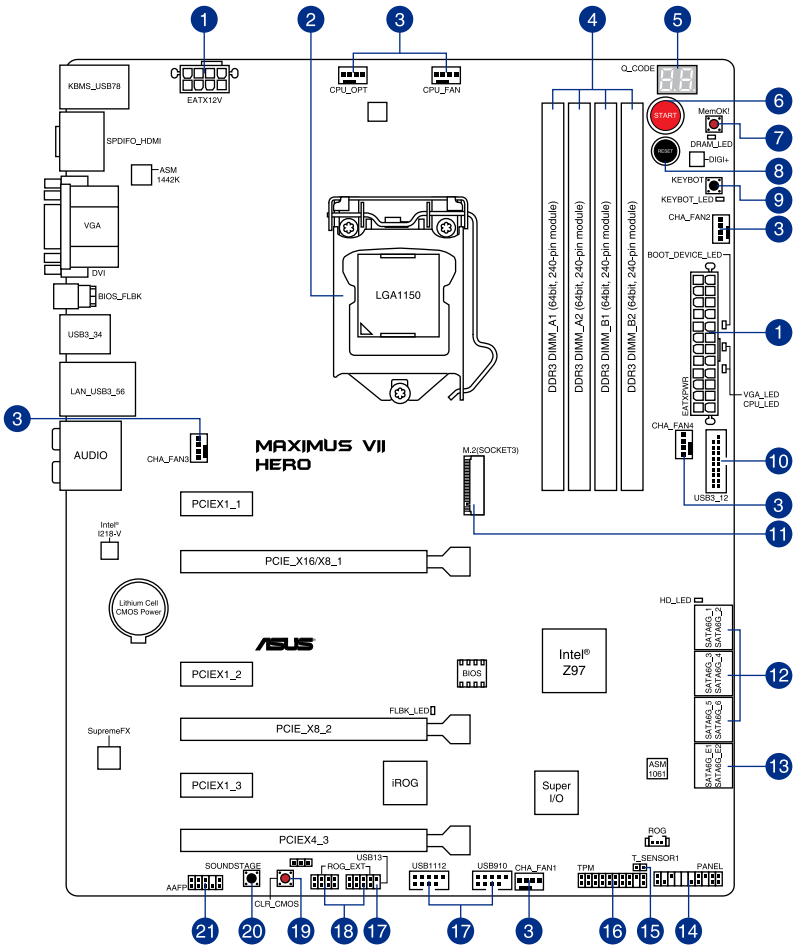 1
2
3
4
5
Q_CODE
88
KBMS_USB78
EATX12V
CPU_OPT
CPU_FAN
6
START
MemOK!
7
DRAM_LED
SPDIFO_HDMI
ASM
1442K
RESET
DIGI+
8
KEYBOT
9
KEYBOT_LED
CHA_FAN2
3
VGA
DVI
BOOT_DEVICE_LED
BIOS_FLBK
LGA1150
DDR3 DIMM_A1 (64bit, 240-pin module)
DDR3 DIMM_A2 (64bit, 240-pin module)
DDR3 DIMM_B1 (64bit, 240-pin module)
DDR3 DIMM_B2 (64bit, 240-pin module)
1
EATXPWR
USB3_34
LAN_USB3_56
VGA_LED
CPU_LED
3
CHA_FAN3
AUDIO
MAXIMUS VII
HERO
M.2(SOCKET3)
CHA_FAN4
10
USB3_12
3
11
PCIEX1_1
Intel®
I218-V
PCIE_X16/X8_1
Lithium Cell
CMOS Power
HD_LED
SATA6G_1
SATA6G_2
ASUS
Intel®
Z97
SATA6G_3
SATA6G_4
12
PCIEX1_2
BIOS
SATA6G_5
SATA6G_6
FLBK_LED
SupremeFX
PCIE_X8_2
SATA6G_E1
SATA6G_E2
13
ASM
1061
PCIEX1_3
iROG
Super
I/O
ROG
PCIEX4_3
SOUNDSTAGE
ROG_EXT
USB13
USB1112
USB910
CHA_FAN1
TPM
T_SENSOR1
PANEL
AAFP
CLR_CMOS
21
20
19
18
17
17
3
16
15
14